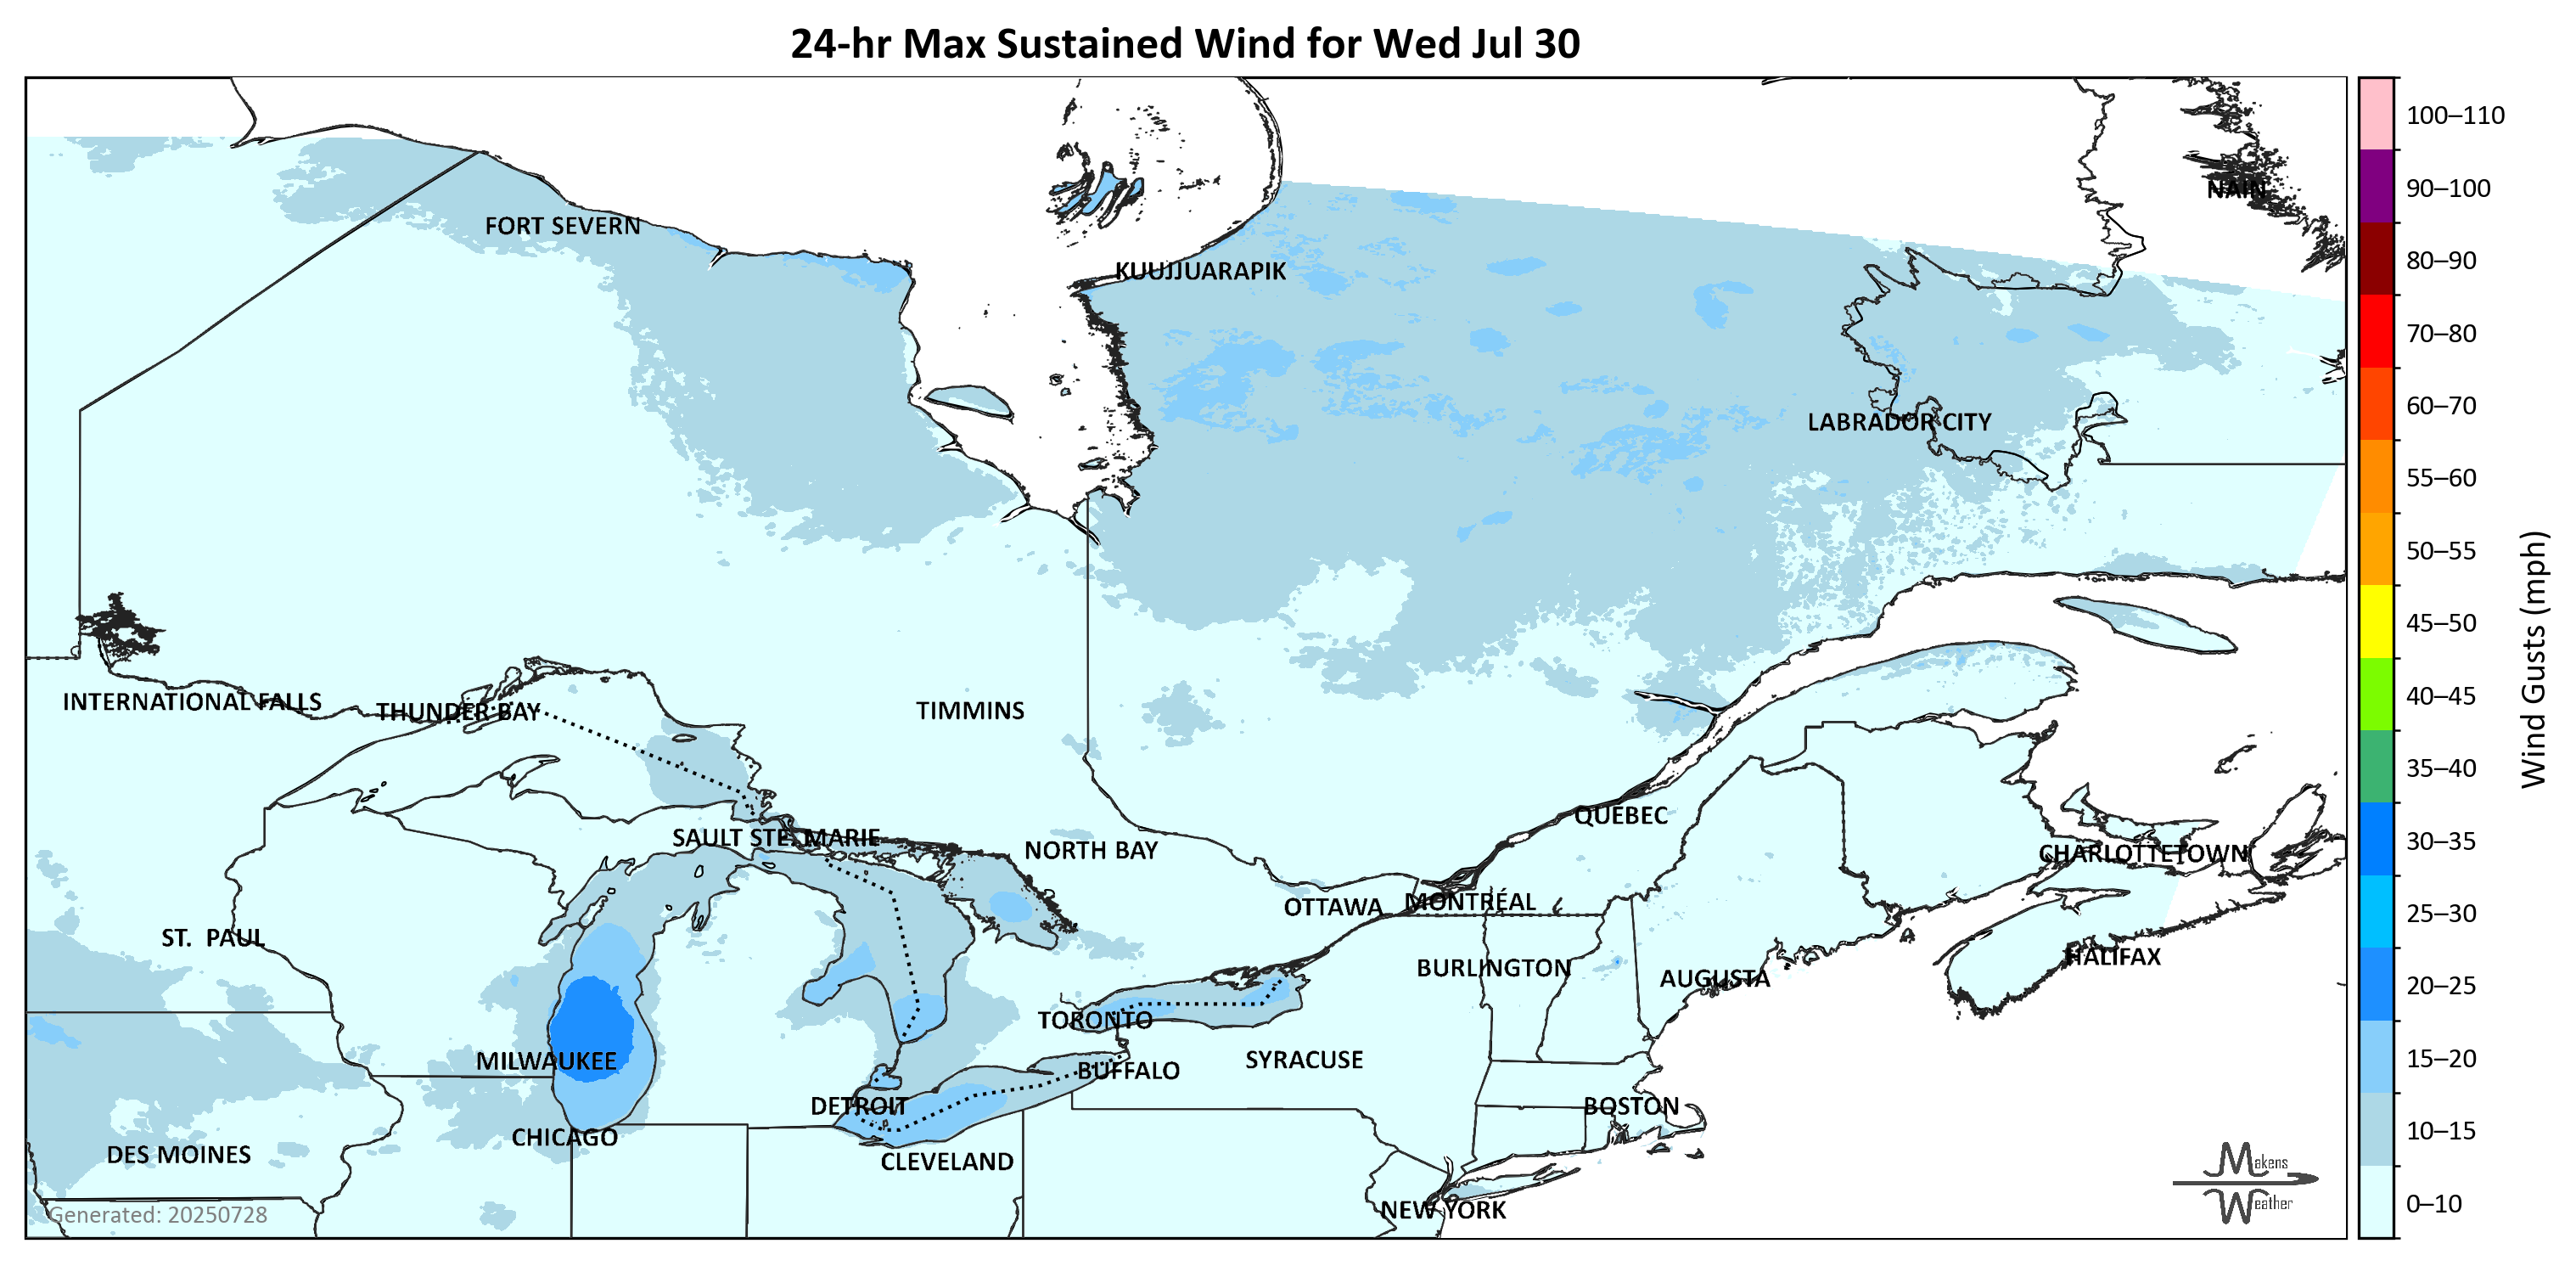 24-hr Max Sustained Wind for Wed Jul 30
100–110
90–100
80–90
70–80
60–70
55–60
50–55
45–50
40–45
35–40
30–35
25–30
20–25
15–20
10–15
0–10
Wind Gusts (mph)
NAIN
FORT SEVERN
KUUJJUARAPIK
LABRADOR CITY
INTERNATIONAL FALLS
THUNDER BAY
TIMMINS
QUÉBEC
SAULT STE. MARIE
NORTH BAY
CHARLOTTETOWN
OTTAWA
MONTRÉAL
ST. PAUL
HALIFAX
BURLINGTON
AUGUSTA
TORONTO
MILWAUKEE
SYRACUSE
BUFFALO
DETROIT
BOSTON
CHICAGO
DES MOINES
CLEVELAND
NEW YORK
Generated: 20250728
Makens
Weather